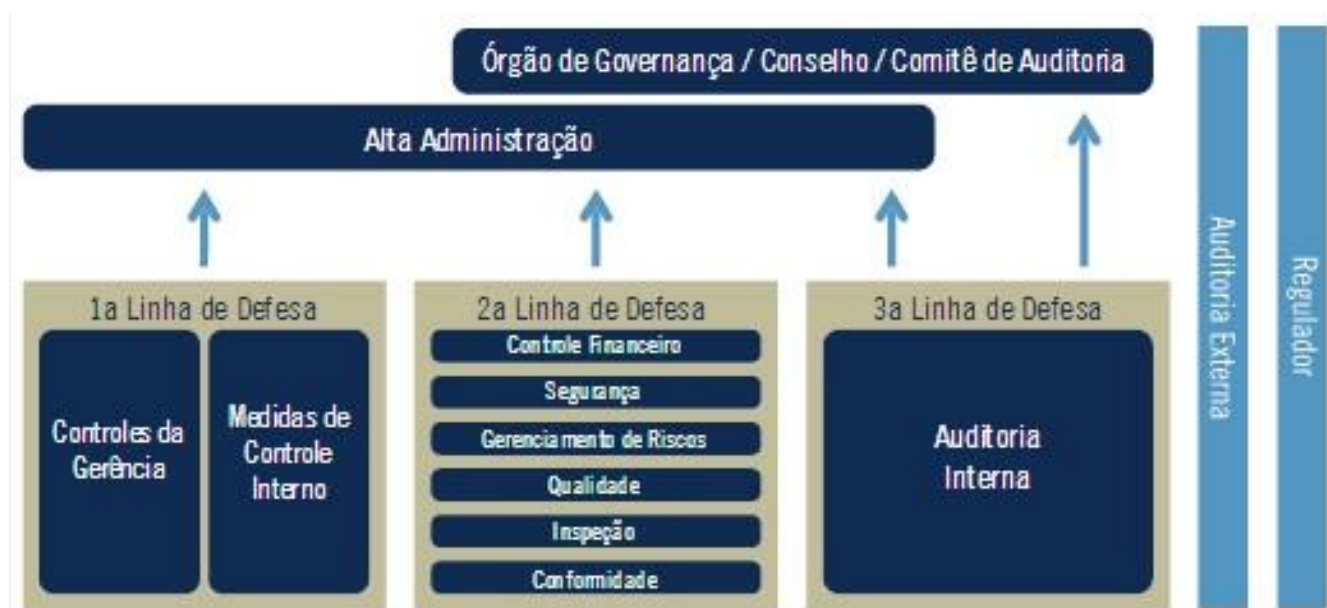 Órgão de Governança / Conselho / Comitê de Auditoria
Alta Administração
1a Linha de Defesa
Controles da
Gerência
Medidas de
Controle
Interno
2a Linha de Defesa
Controle Financeiro
Segurança
Gerenciamento de Riscos
Qualidade
Inspeção
Conformidade
3a Linha de Defesa
Auditoria
Interna
Auditoria Externa
Regulador